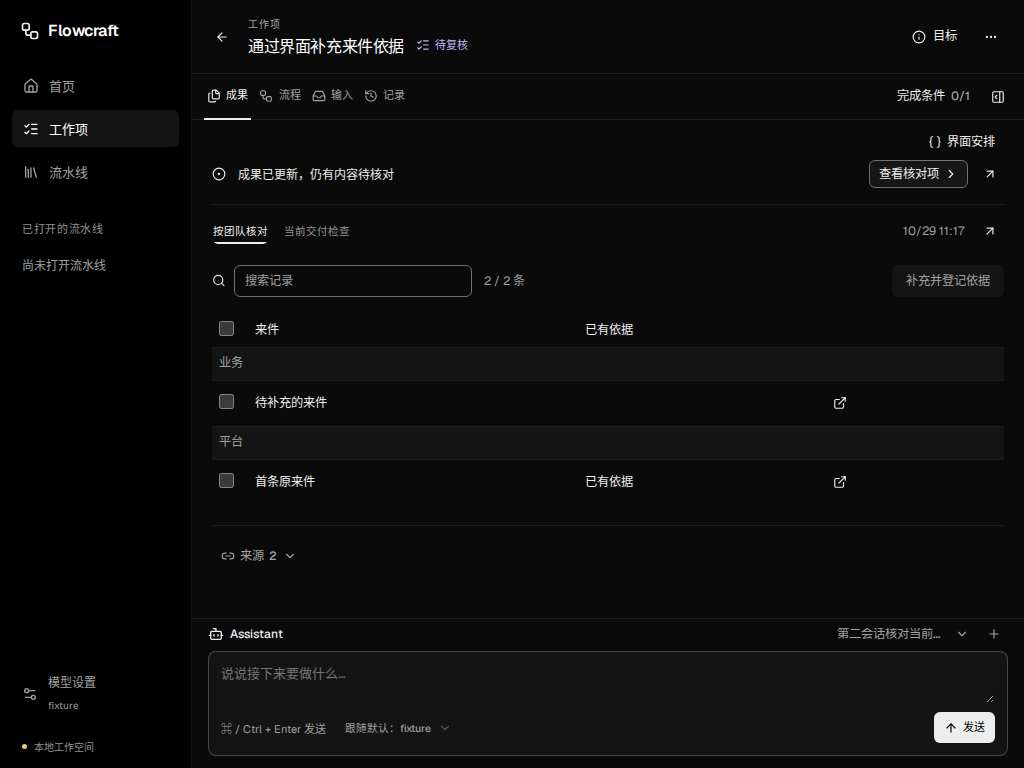 Flowcraft
首页
工作项
流水线
已打开的流水线
尚未打开流水线
模型设置
fixture
本地工作空间
工作项
通过界面补充来件依据
待复核
目标
成果
流程
输入
记录
完成条件 0/1
界面安排
成果已更新，仍有内容待核对
查看核对项
按团队核对
当前交付检查
10/29 11:17
搜索记录
2 / 2 条
补充并登记依据
来件
已有依据
业务
待补充的来件
平台
首条原来件
已有依据
来源 2
Assistant
第二会话核对当前...
说说接下来要做什么...
⌘ / Ctrl + Enter 发送
跟随默认：fixture
发送